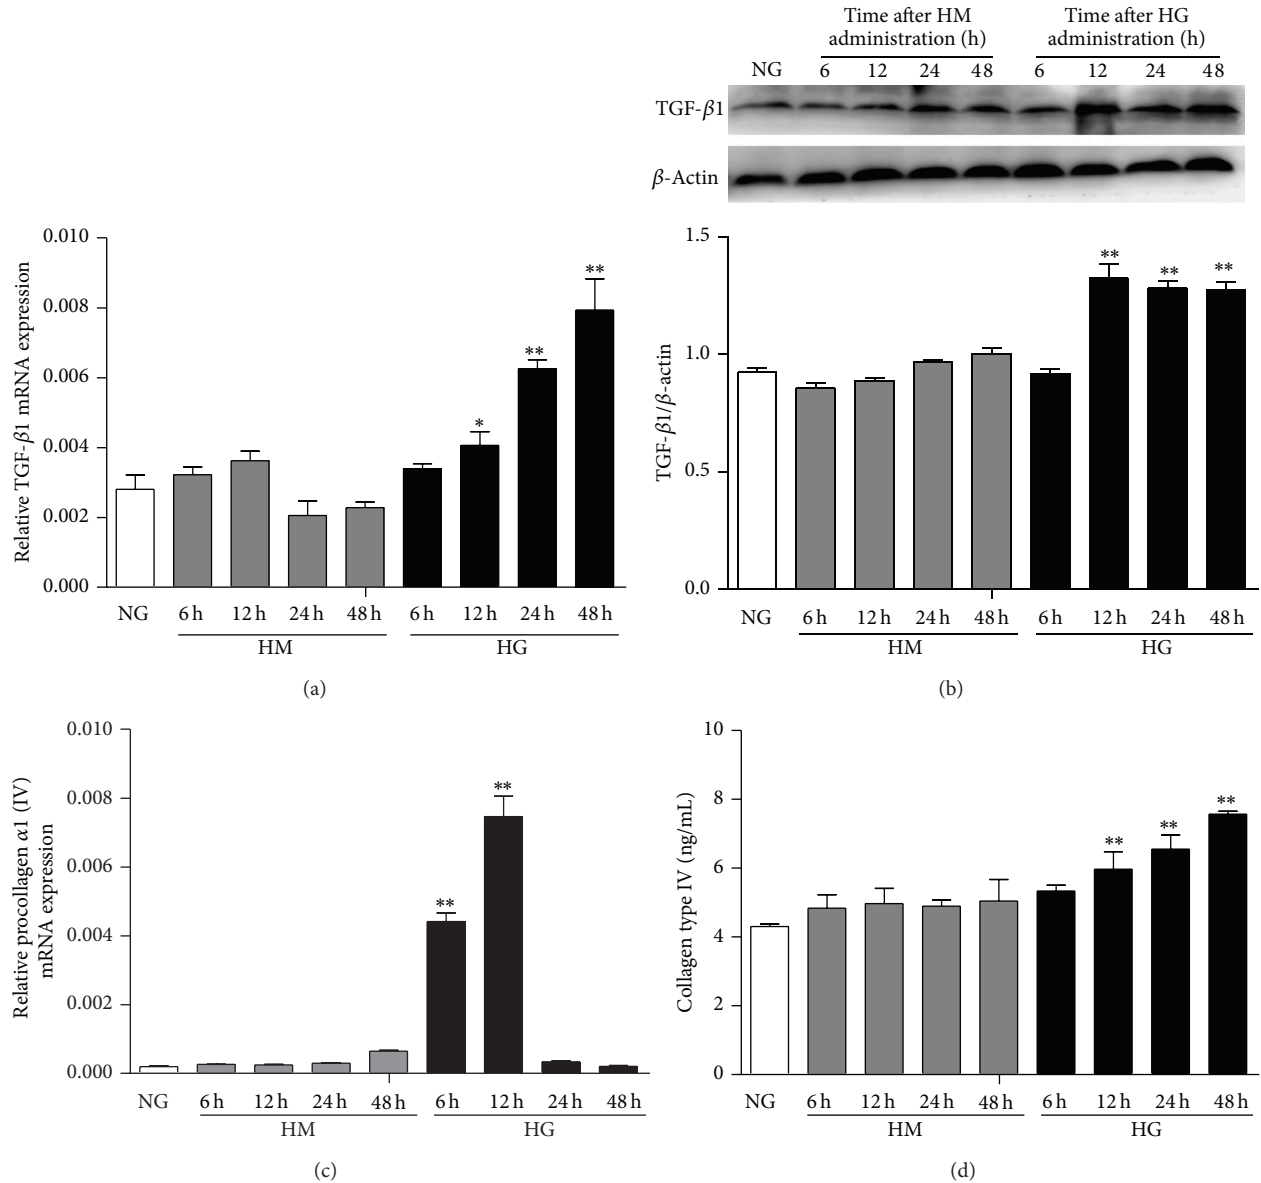 Time after HM
administration (h)
Time after HG
administration (h)
NG 6 12 24 48 6 12 24 48
TGF-β1
β-Actin
Relative TGF-β1 mRNA expression
0.010
0.008
0.006
0.004
0.002
0.000
** 
**
*
NG 6 h 12 h 24 h 48 h 6 h 12 h 24 h 48 h
HM HG
(a)
TGF-β1/β-actin
1.5
1.0
0.5
0.0
** ** **
NG 6 h 12 h 24 h 48 h 6 h 12 h 24 h 48 h
HM HG
(b)
Relative procollagen α1 (IV)
mRNA expression
0.010
0.008
0.006
0.004
0.002
0.000
**
**
NG 6 h 12 h 24 h 48 h 6 h 12 h 24 h 48 h
HM HG
(c)
Collagen type IV (ng/mL)
10
8
6
4
2
0
** ** **
NG 6 h 12 h 24 h 48 h 6 h 12 h 24 h 48 h
HM HG
(d)